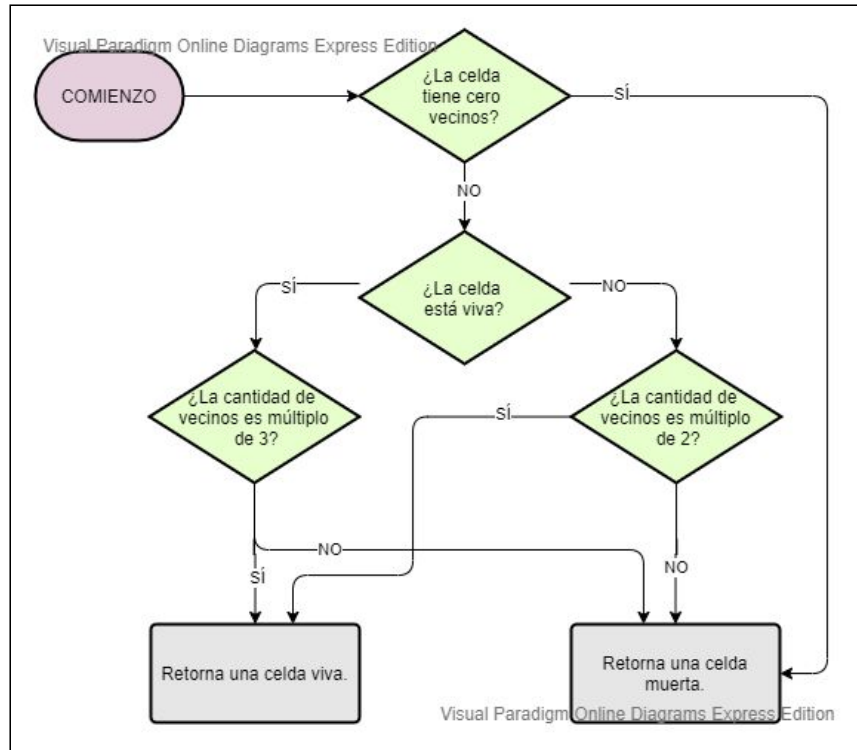 Visual Paradigm Online Diagrams Express Edition
COMIENZO
¿La celda
tiene cero
vecinos?
SÍ
NO
¿La celda
está viva?
SÍ
NO
¿La cantidad de
vecinos es múltiplo
de 3?
SÍ
¿La cantidad de
vecinos es múltiplo
de 2?
NO
SÍ
NO
Retorna una celda viva.
Retorna una celda
muerta.
Visual Paradigm Online Diagrams Express Edition